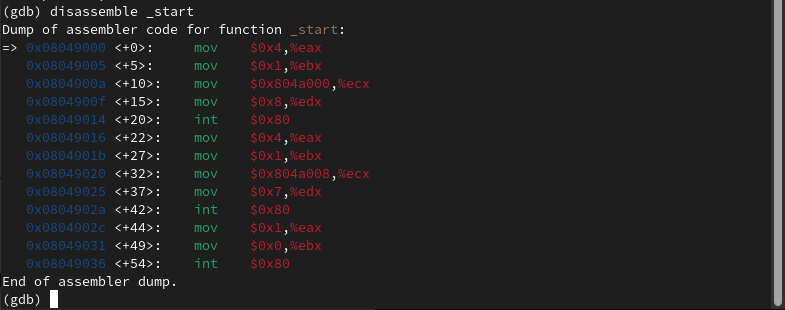 (gdb) disassemble _start
Dump of assembler code for function _start:
=> 0x08049000 <+0>:     mov    $0x4,%eax
   0x08049005 <+5>:     mov    $0x1,%ebx
   0x0804900a <+10>:    mov    $0x804a000,%ecx
   0x0804900f <+15>:    mov    $0x8,%edx
   0x08049014 <+20>:    int    $0x80
   0x08049016 <+22>:    mov    $0x4,%eax
   0x0804901b <+27>:    mov    $0x1,%ebx
   0x08049020 <+32>:    mov    $0x804a008,%ecx
   0x08049025 <+37>:    mov    $0x7,%edx
   0x0804902a <+42>:    int    $0x80
   0x0804902c <+44>:    mov    $0x1,%eax
   0x08049031 <+49>:    mov    $0x0,%ebx
   0x08049036 <+54>:    int    $0x80
End of assembler dump.
(gdb)